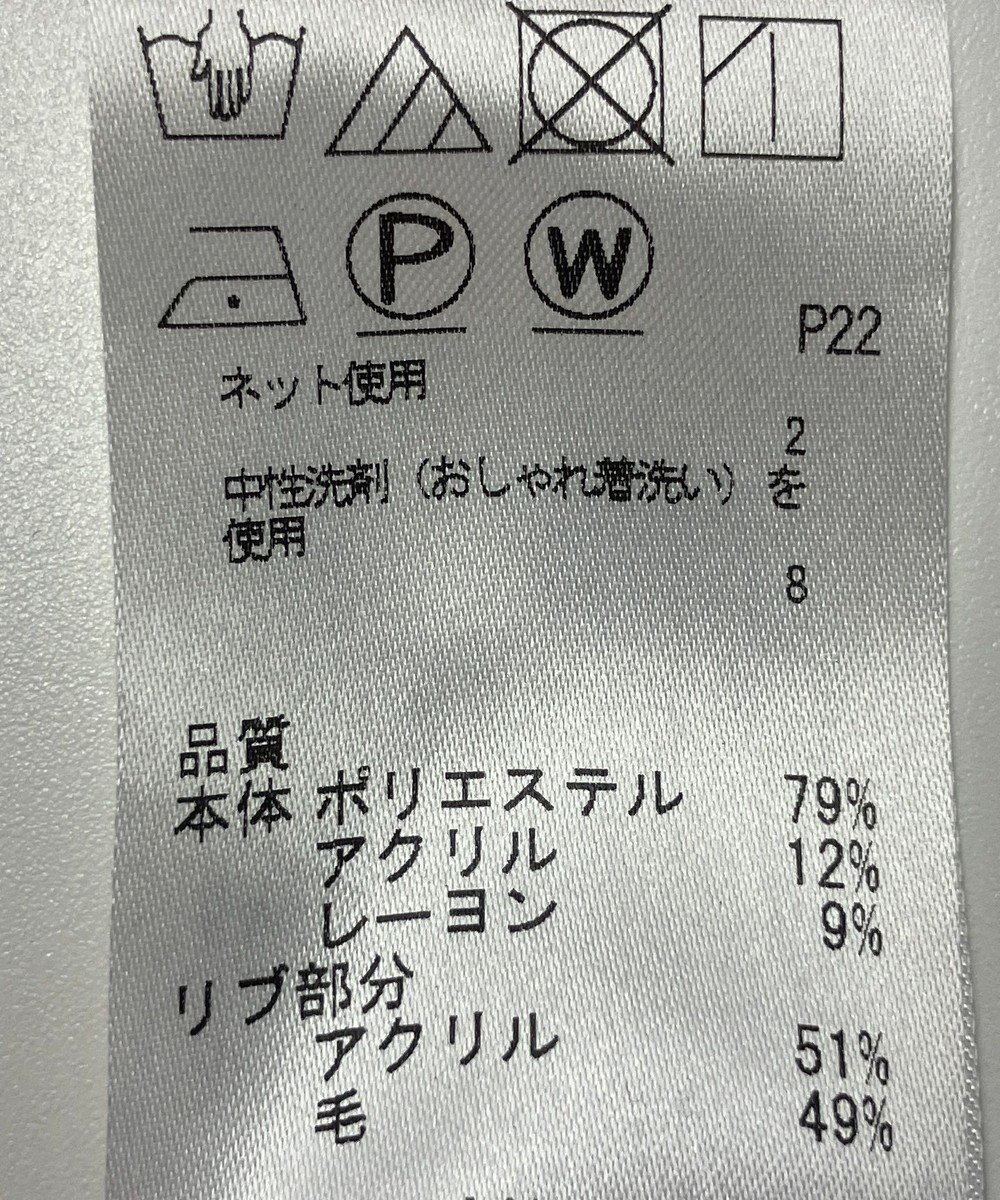 P W
P22
ネット使用
2
中性洗剤（おしゃれ着洗い）を
使用
8
品質
本体 ポリエステル 79%
アクリル 12%
レーヨン 9%
リブ部分
アクリル 51%
毛 49%